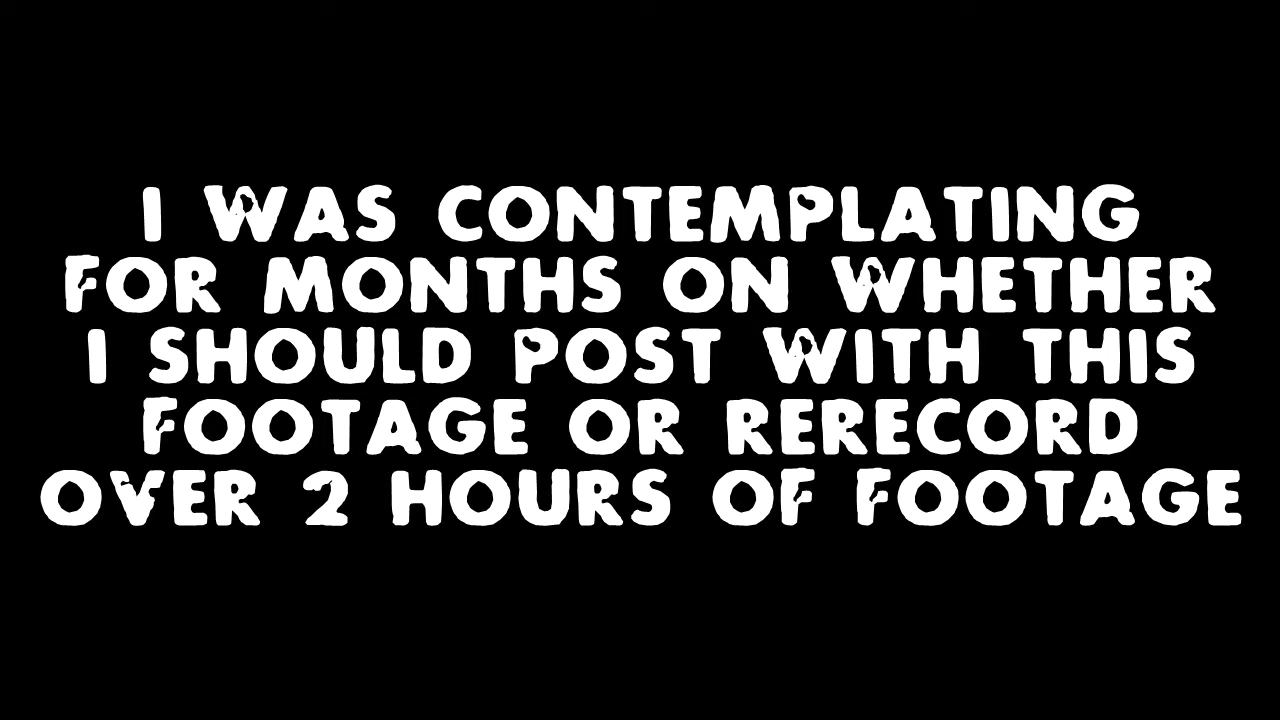 I WAS CONTEMPLATING
FOR MONTHS ON WHETHER
I SHOULD POST WITH THIS
FOOTAGE OR RERECORD
OVER 2 HOURS OF FOOTAGE